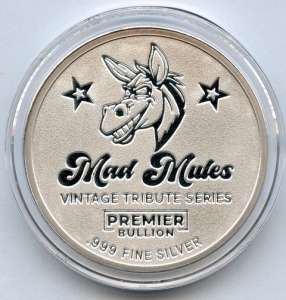 Mad Mules
VINTAGE TRIBUTE SERIES
PREMIER
BULLION
.999 FINE SILVER